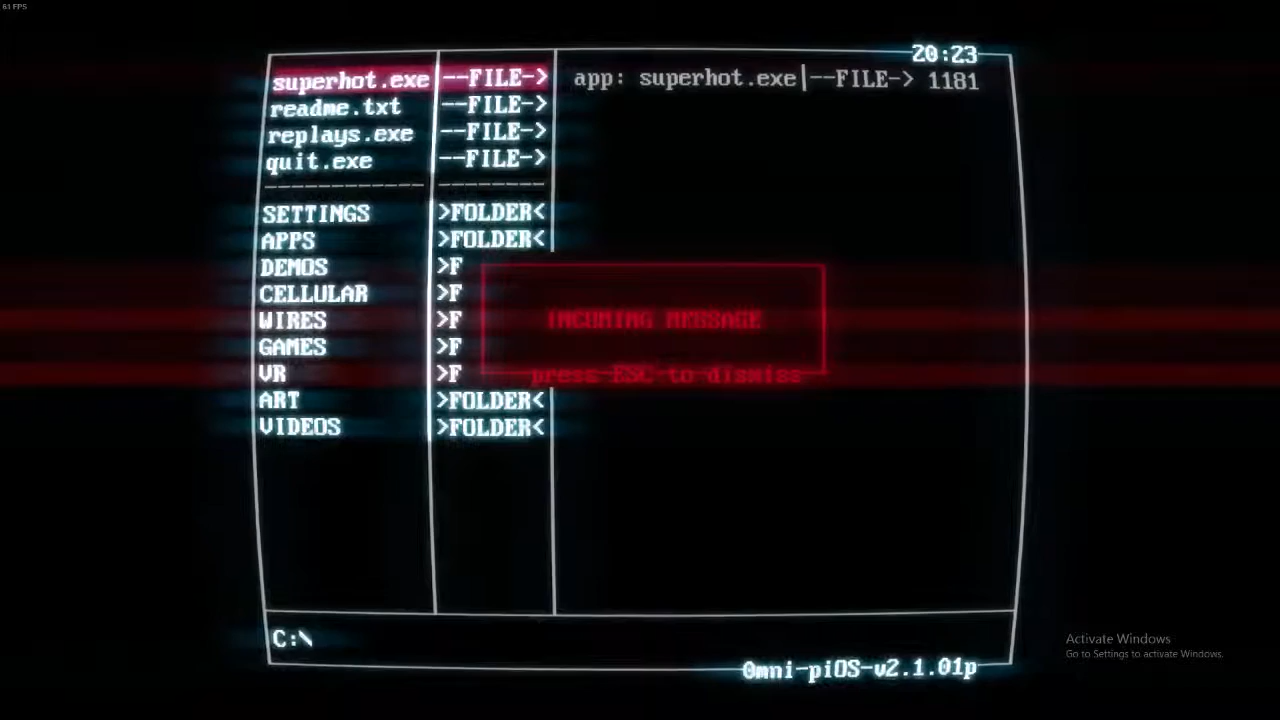 61 FPS
20:23
superhot.exe --FILE-> app: superhot.exe|--FILE-> 1181
readme.txt --FILE->
replays.exe --FILE->
quit.exe --FILE->
SETTINGS >FOLDER<
APPS >FOLDER<
DEMOS >F
CELLULAR >F
WIRES >F INCOMING MESSAGE
GAMES >F
VR >F press ESC to dismiss
ART >FOLDER<
VIDEOS >FOLDER<
C:\
Activate Windows
Go to Settings to activate Windows.
0mni-piOS-v2.1.01p